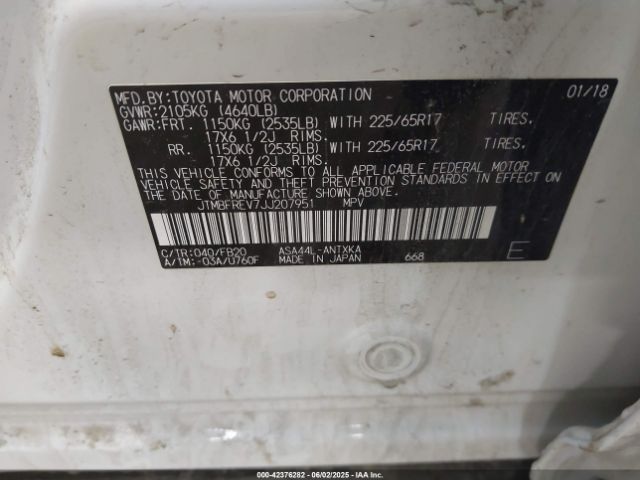 MFD.BY:TOYOTA MOTOR CORPORATION 01/18
GVWR:2105KG (4640LB)
GAWR:FRT. 1150KG (2535LB) WITH 225/65R17 TIRES.
17X6 1/2J RIMS.
RR. 1150KG (2535LB) WITH 225/65R17 TIRES.
17X6 1/2J RIMS.
THIS VEHICLE CONFORMS TO ALL APPLICABLE FEDERAL MOTOR
VEHICLE SAFETY AND THEFT PREVENTION STANDARDS IN EFFECT ON
THE DATE OF MANUFACTURE SHOWN ABOVE.
JTMBFREV7JJ207951 MPV
C/TR:040/FB20 ASA44L-ANTXKA
A/TM:-03A/U760F MADE IN JAPAN 668 E
000-42376282 - 06/02/2025 - IAA, Inc.